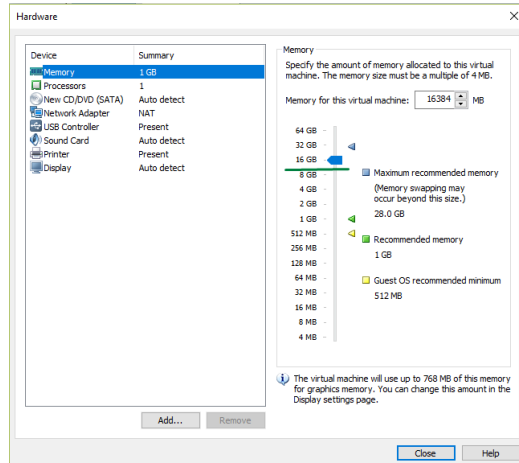 Hardware
Device Summary
Memory 1 GB
Processors 1
New CD/DVD (SATA) Auto detect
Network Adapter NAT
USB Controller Present
Sound Card Auto detect
Printer Present
Display Auto detect
Add... Remove
Memory
Specify the amount of memory allocated to this virtual
machine. The memory size must be a multiple of 4 MB.
Memory for this virtual machine: 16384 MB
64 GB
32 GB
16 GB
8 GB
4 GB
2 GB
1 GB
512 MB
256 MB
128 MB
64 MB
32 MB
16 MB
8 MB
4 MB
Maximum recommended memory
(Memory swapping may
occur beyond this size.)
28.0 GB
Recommended memory
1 GB
Guest OS recommended minimum
512 MB
The virtual machine will use up to 768 MB of this memory
for graphics memory. You can change this amount in the
Display settings page.
Close Help